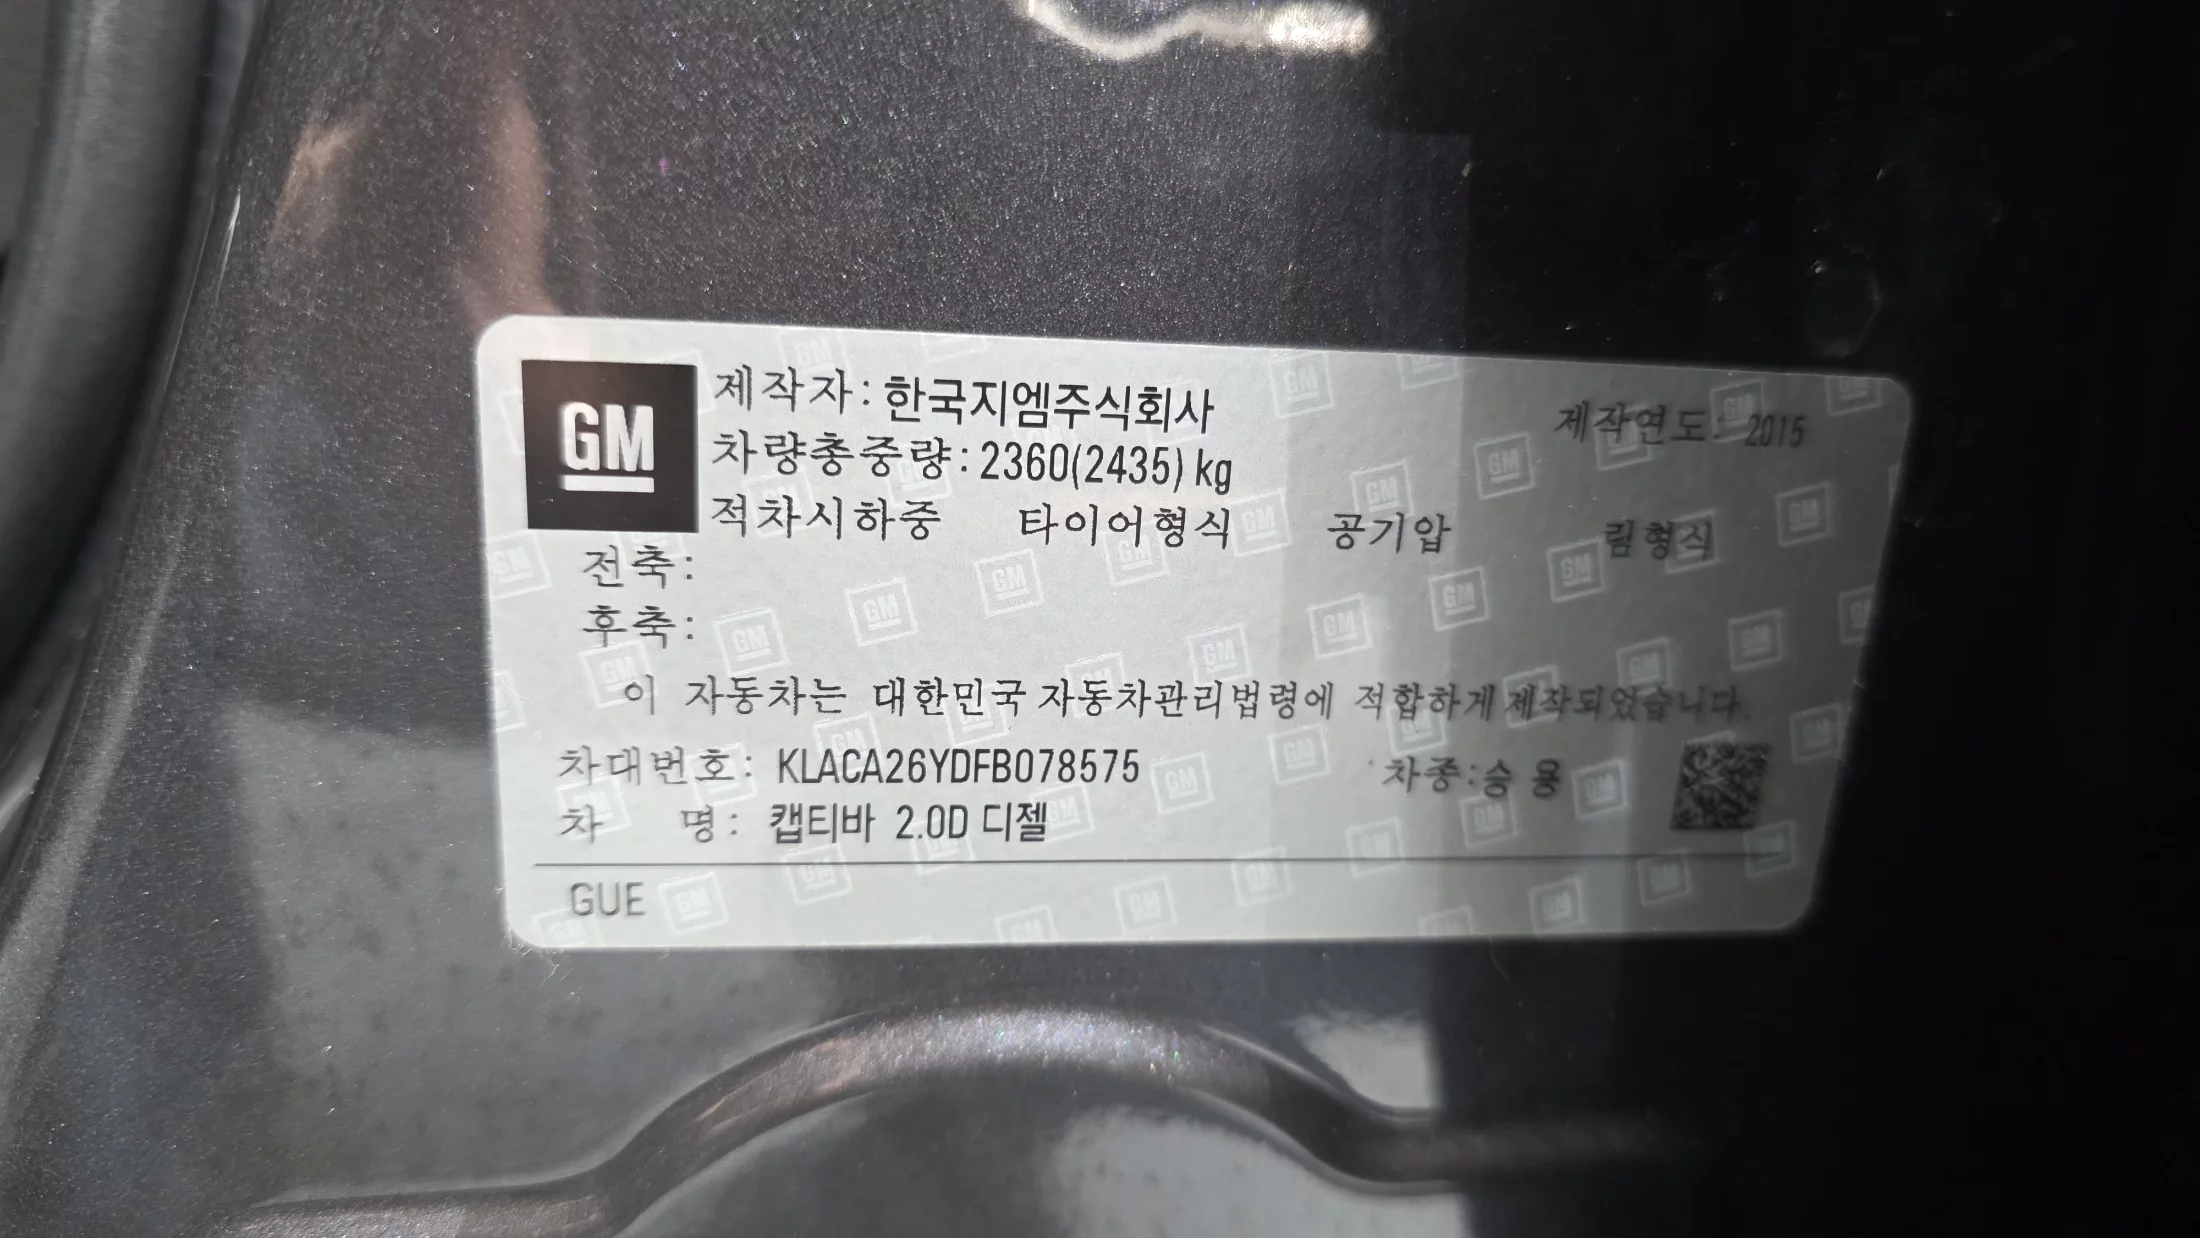 GM
제작자: 한국지엠주식회사 제작연도: 2015
차량총중량: 2360(2435) kg
적차시하중 타이어형식 공기압 림형식
전축:
후축:
이 자동차는 대한민국 자동차관리법령에 적합하게 제작되었습니다.
차대번호: KLACA26YDFB078575 차종:승용
차 명: 캡티바 2.0D 디젤
GUE